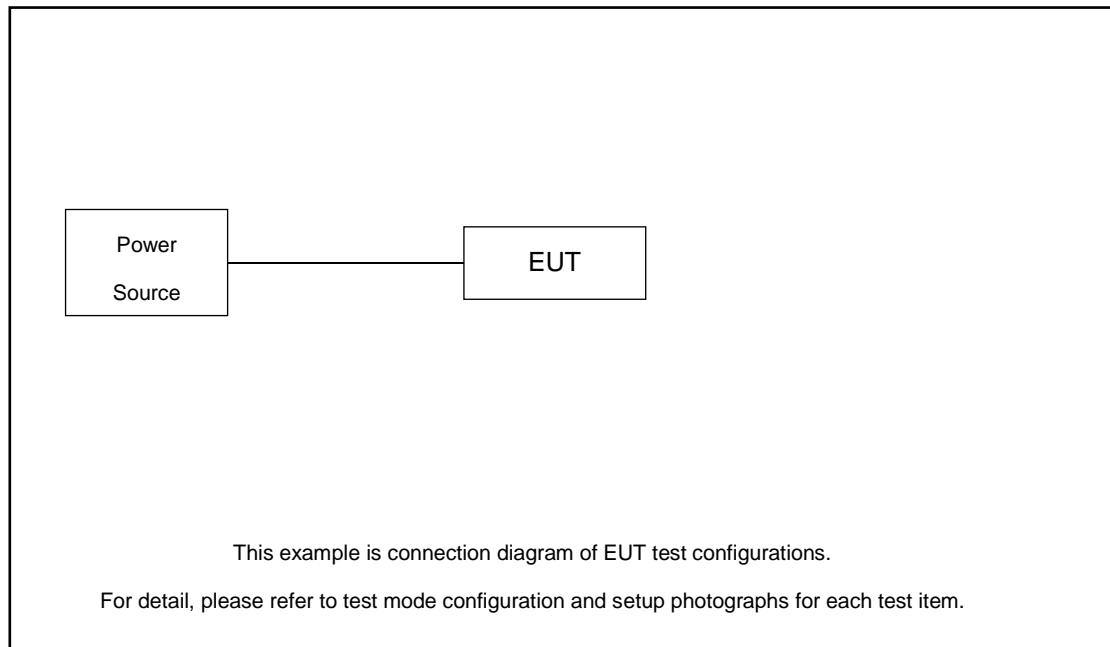 Power
Source
EUT
This example is connection diagram of EUT test configurations.
For detail, please refer to test mode configuration and setup photographs for each test item.